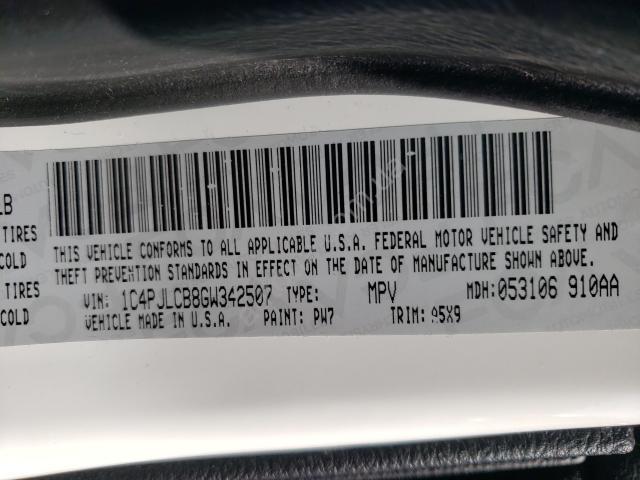 LB
TIRES
COLD
TIRES
COLD
THIS VEHICLE CONFORMS TO ALL APPLICABLE U.S.A. FEDERAL MOTOR VEHICLE SAFETY AND
THEFT PREVENTION STANDARDS IN EFFECT ON THE DATE OF MANUFACTURE SHOWN ABOVE.
VIN: 1C4PJLCB8GW342507 TYPE: MPV MDH: 053106 910AA
VEHICLE MADE IN U.S.A. PAINT: PW7 TRIM: A5X9